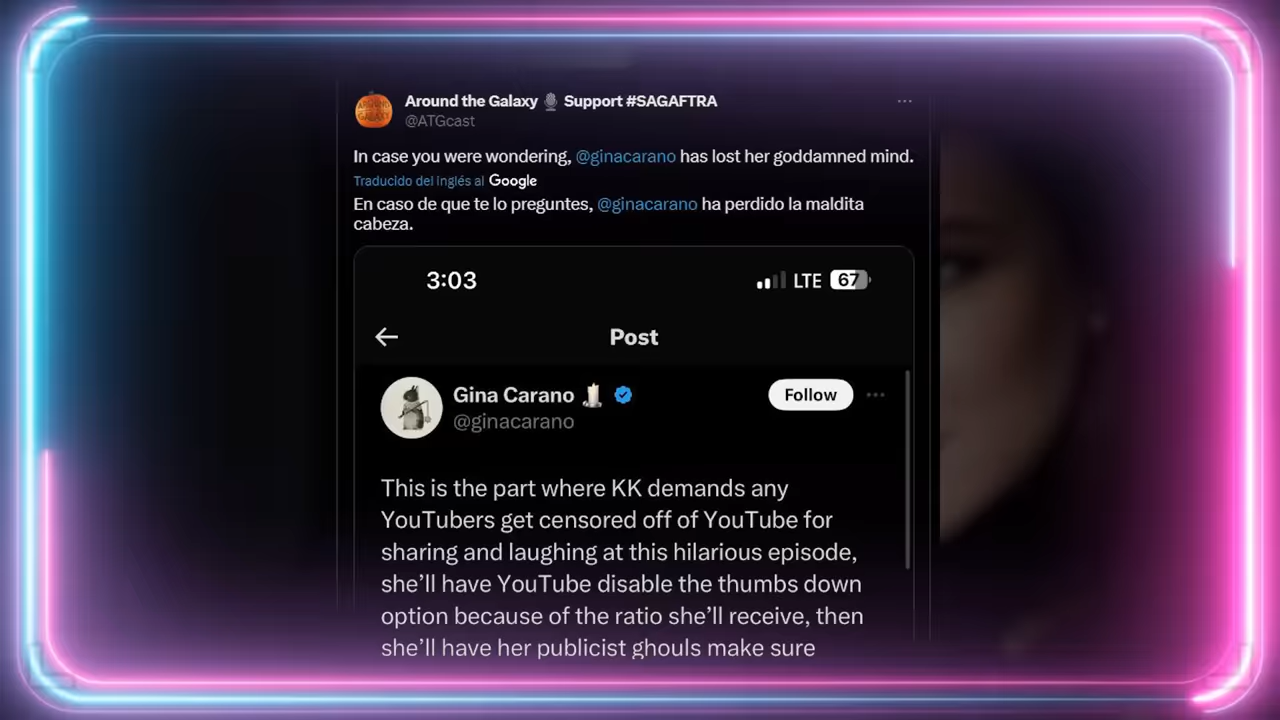 Around the Galaxy 🎙️ Support #SAGAFTRA
@ATGcast
In case you were wondering, @ginacarano has lost her goddamned mind.
Traducido del inglés al Google
En caso de que te lo preguntes, @ginacarano ha perdido la maldita
cabeza.
3:03 LTE 67
Post
Gina Carano 🕯️
Follow
@ginacarano
This is the part where KK demands any
YouTubers get censored off of YouTube for
sharing and laughing at this hilarious episode,
she’ll have YouTube disable the thumbs down
option because of the ratio she’ll receive, then
she’ll have her publicist ghouls make sure